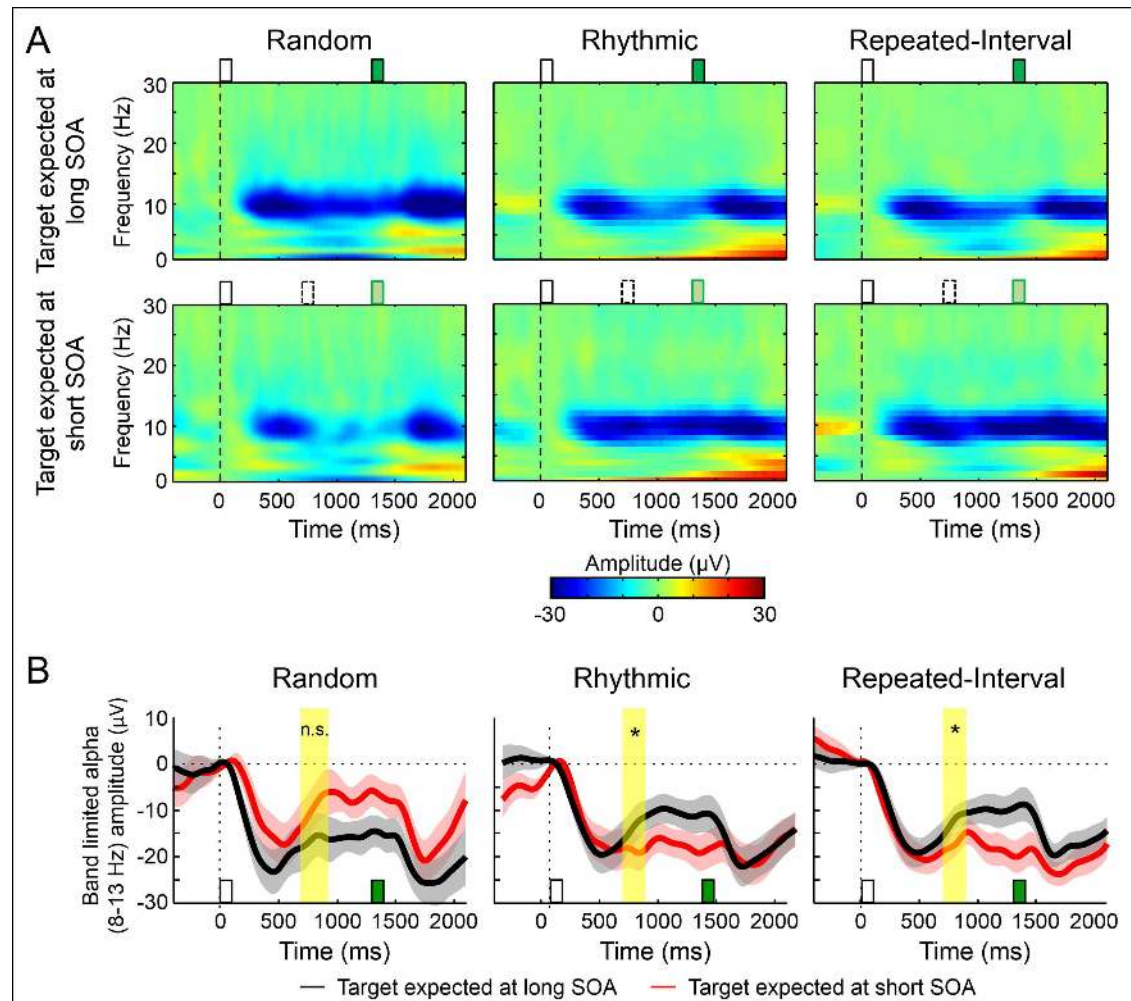 A
Random Rhythmic Repeated-Interval
Target expected at long SOA
Frequency (Hz)
30
20
10
0
Target expected at short SOA
Frequency (Hz)
30
20
10
0
0 500 1000 1500 2000 0 500 1000 1500 2000 0 500 1000 1500 2000
Time (ms) Time (ms) Time (ms)
Amplitude (µV)
-30 0 30
B
Random Rhythmic Repeated-Interval
Band limited alpha
(8-13 Hz) amplitude (µV)
10
0
-10
-20
-30
n.s. * *
0 500 1000 1500 2000 0 500 1000 1500 2000 0 500 1000 1500 2000
Time (ms) Time (ms) Time (ms)
Target expected at long SOA Target expected at short SOA